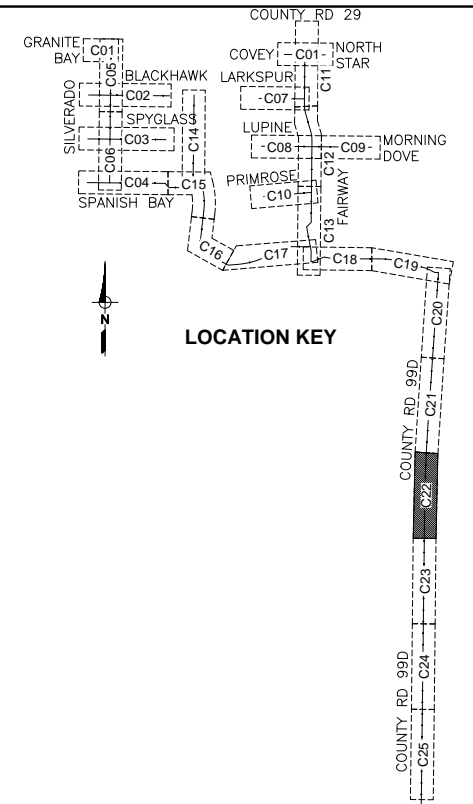 COUNTY RD 29
GRANITE
BAY
C01
C05
BLACKHAWK
SILVERADO
C02
SPYGLASS
C03
C06
C04
SPANISH BAY
C14
C15
C16
C17
COVEY
C01
NORTH
STAR
LARKSPUR
C11
C07
LUPINE
C08
C09
MORNING
DOVE
C12
PRIMROSE
C10
FAIRWAY
C13
C18
C19
C20
N
LOCATION KEY
COUNTY RD 99D
C21
C22
C23
C24
COUNTY RD 99D
C25